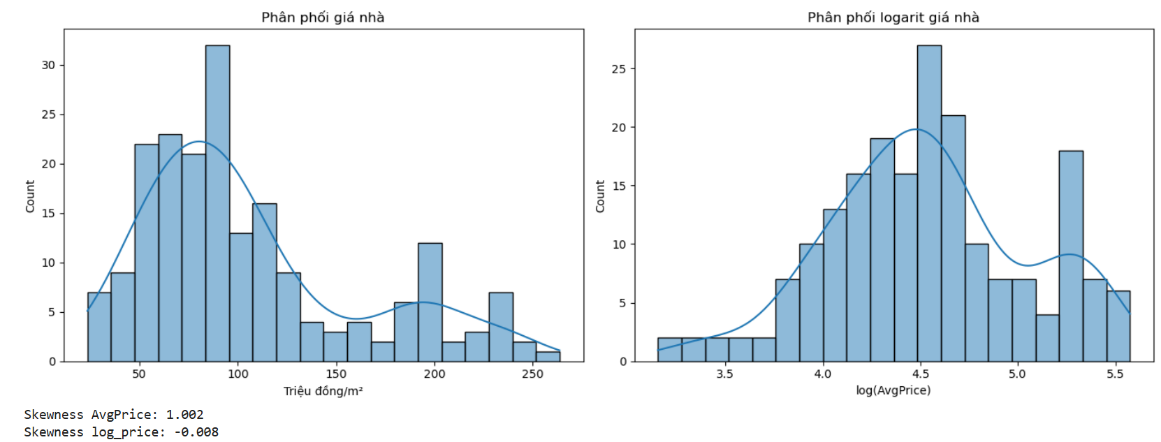 Phân phối giá nhà
Count
30
25
20
15
10
5
0
50
100
150
200
250
Triệu đồng/m²
Phân phối logarit giá nhà
Count
25
20
15
10
5
0
3.5
4.0
4.5
5.0
5.5
log(AvgPrice)
Skewness AvgPrice: 1.002
Skewness log_price: -0.008